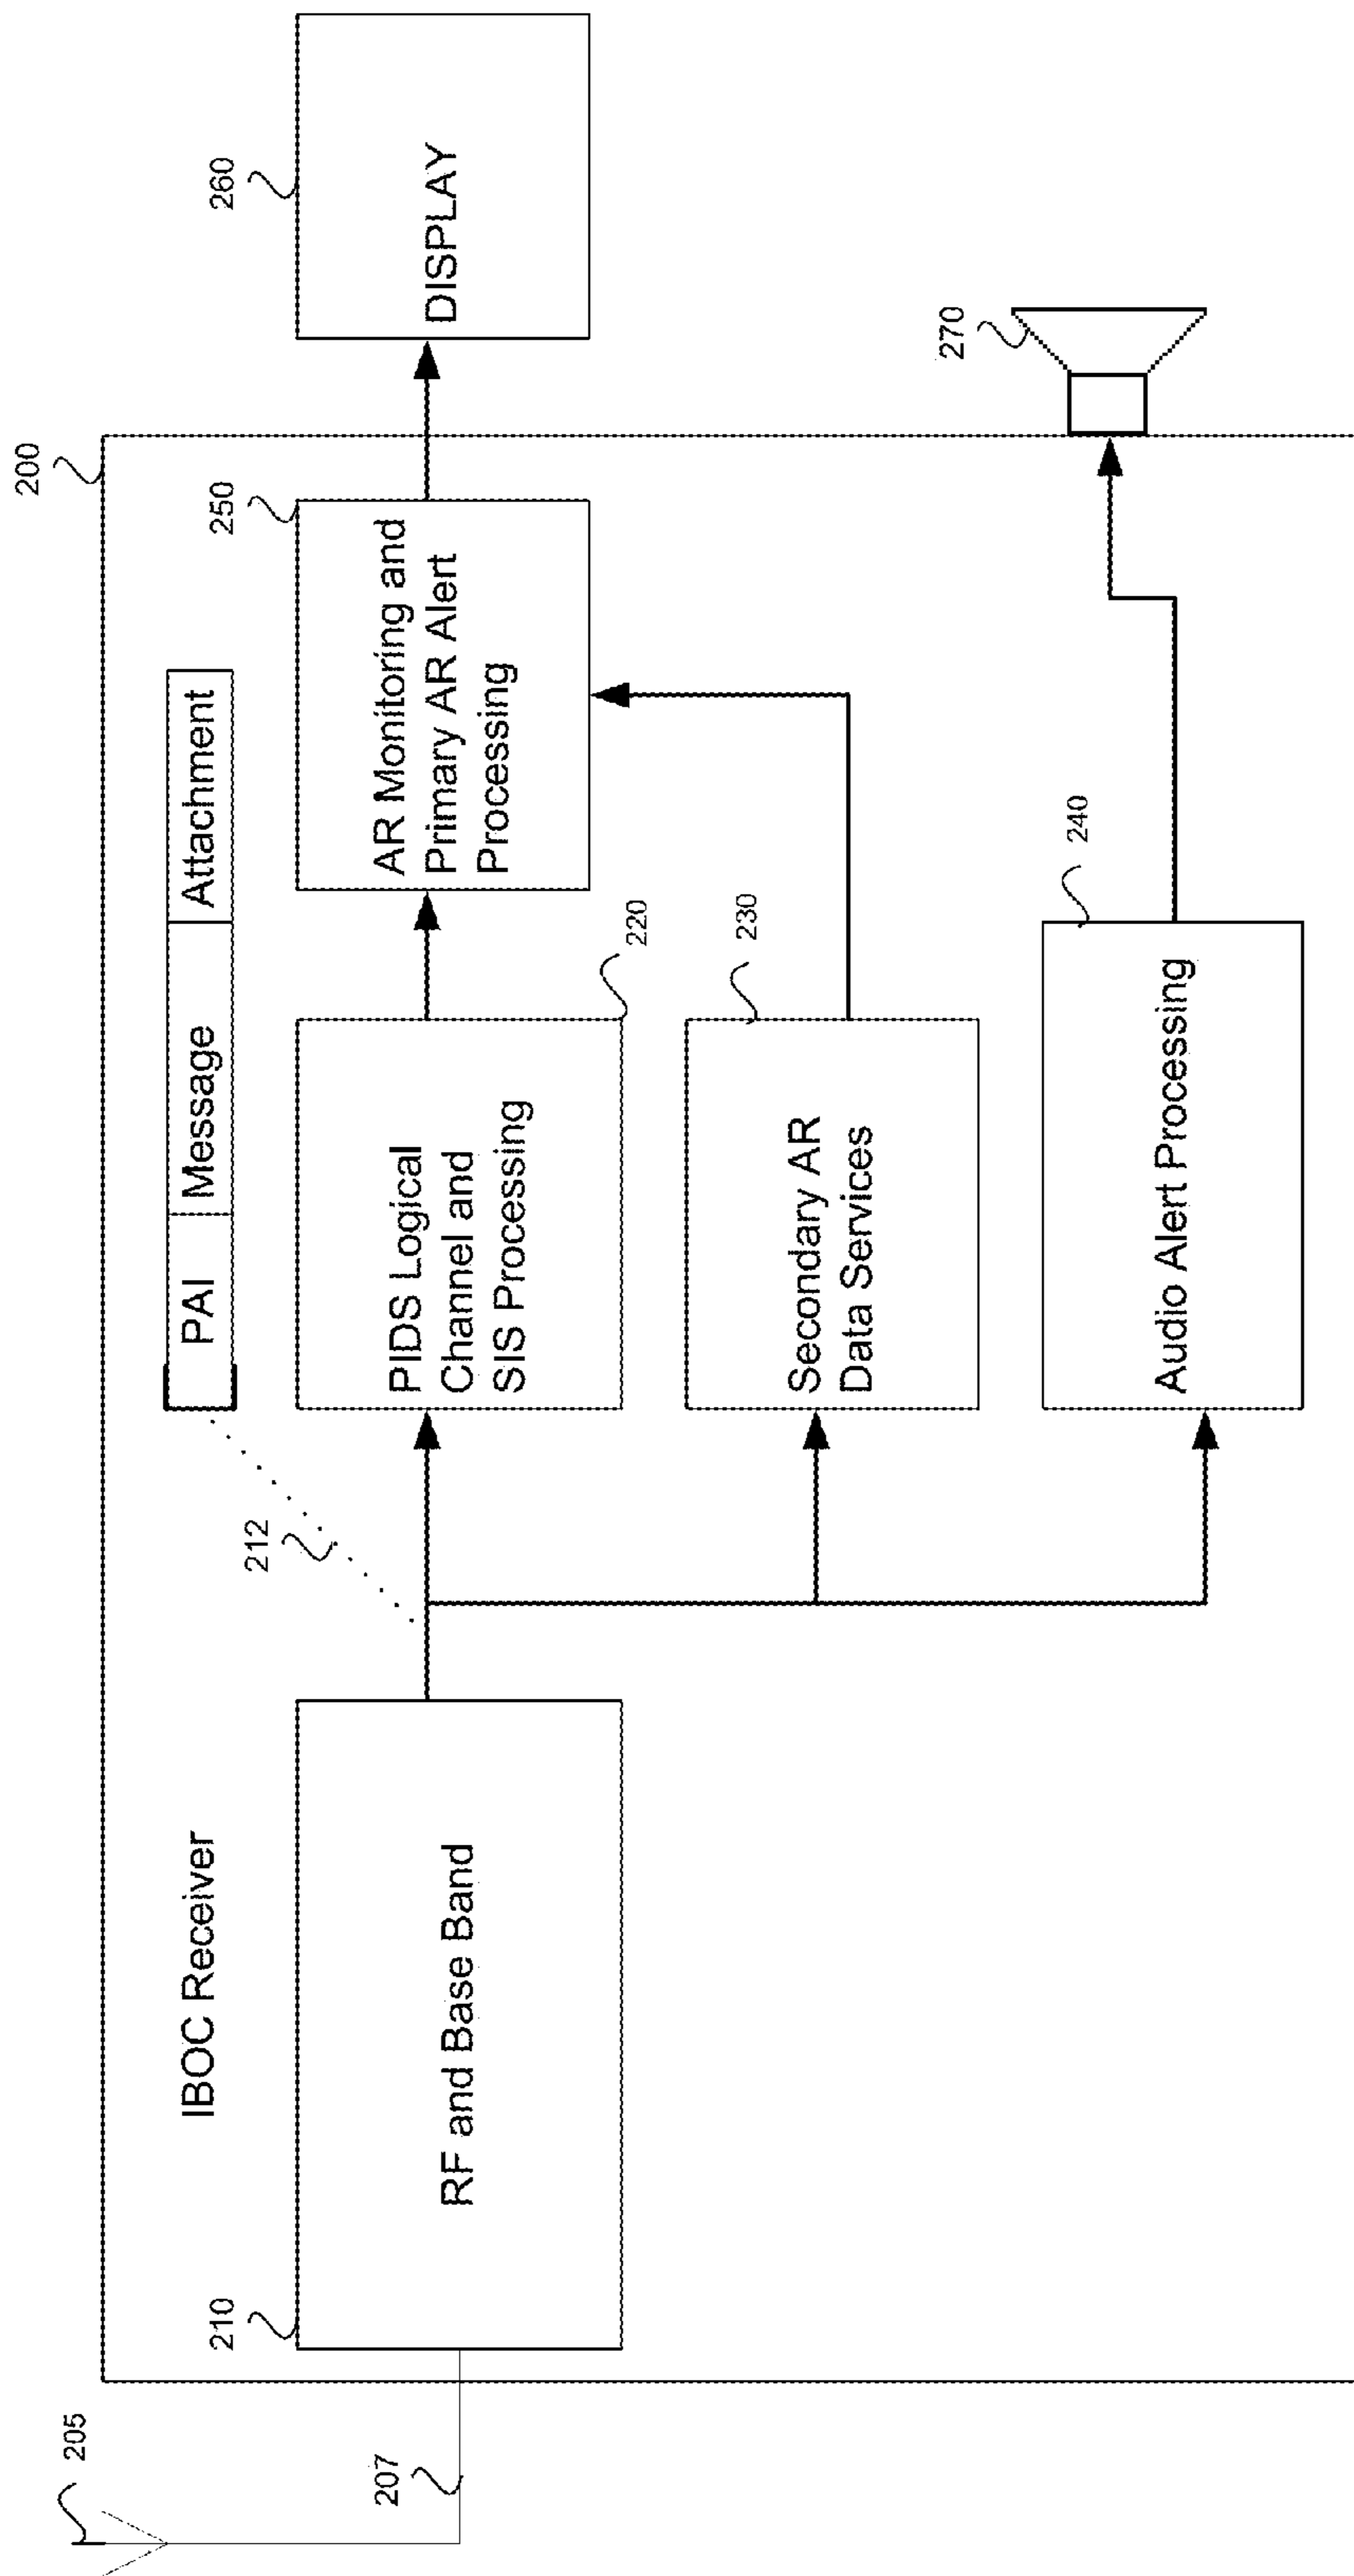 205
207
200
IBOC Receiver
210
RF and Base Band
212
PAI Message Attachment
PIDS Logical
Channel and
SIS Processing
220
250
AR Monitoring and
Primary AR Alert
Processing
260
DISPLAY
Secondary AR
Data Services
230
Audio Alert Processing
240
270